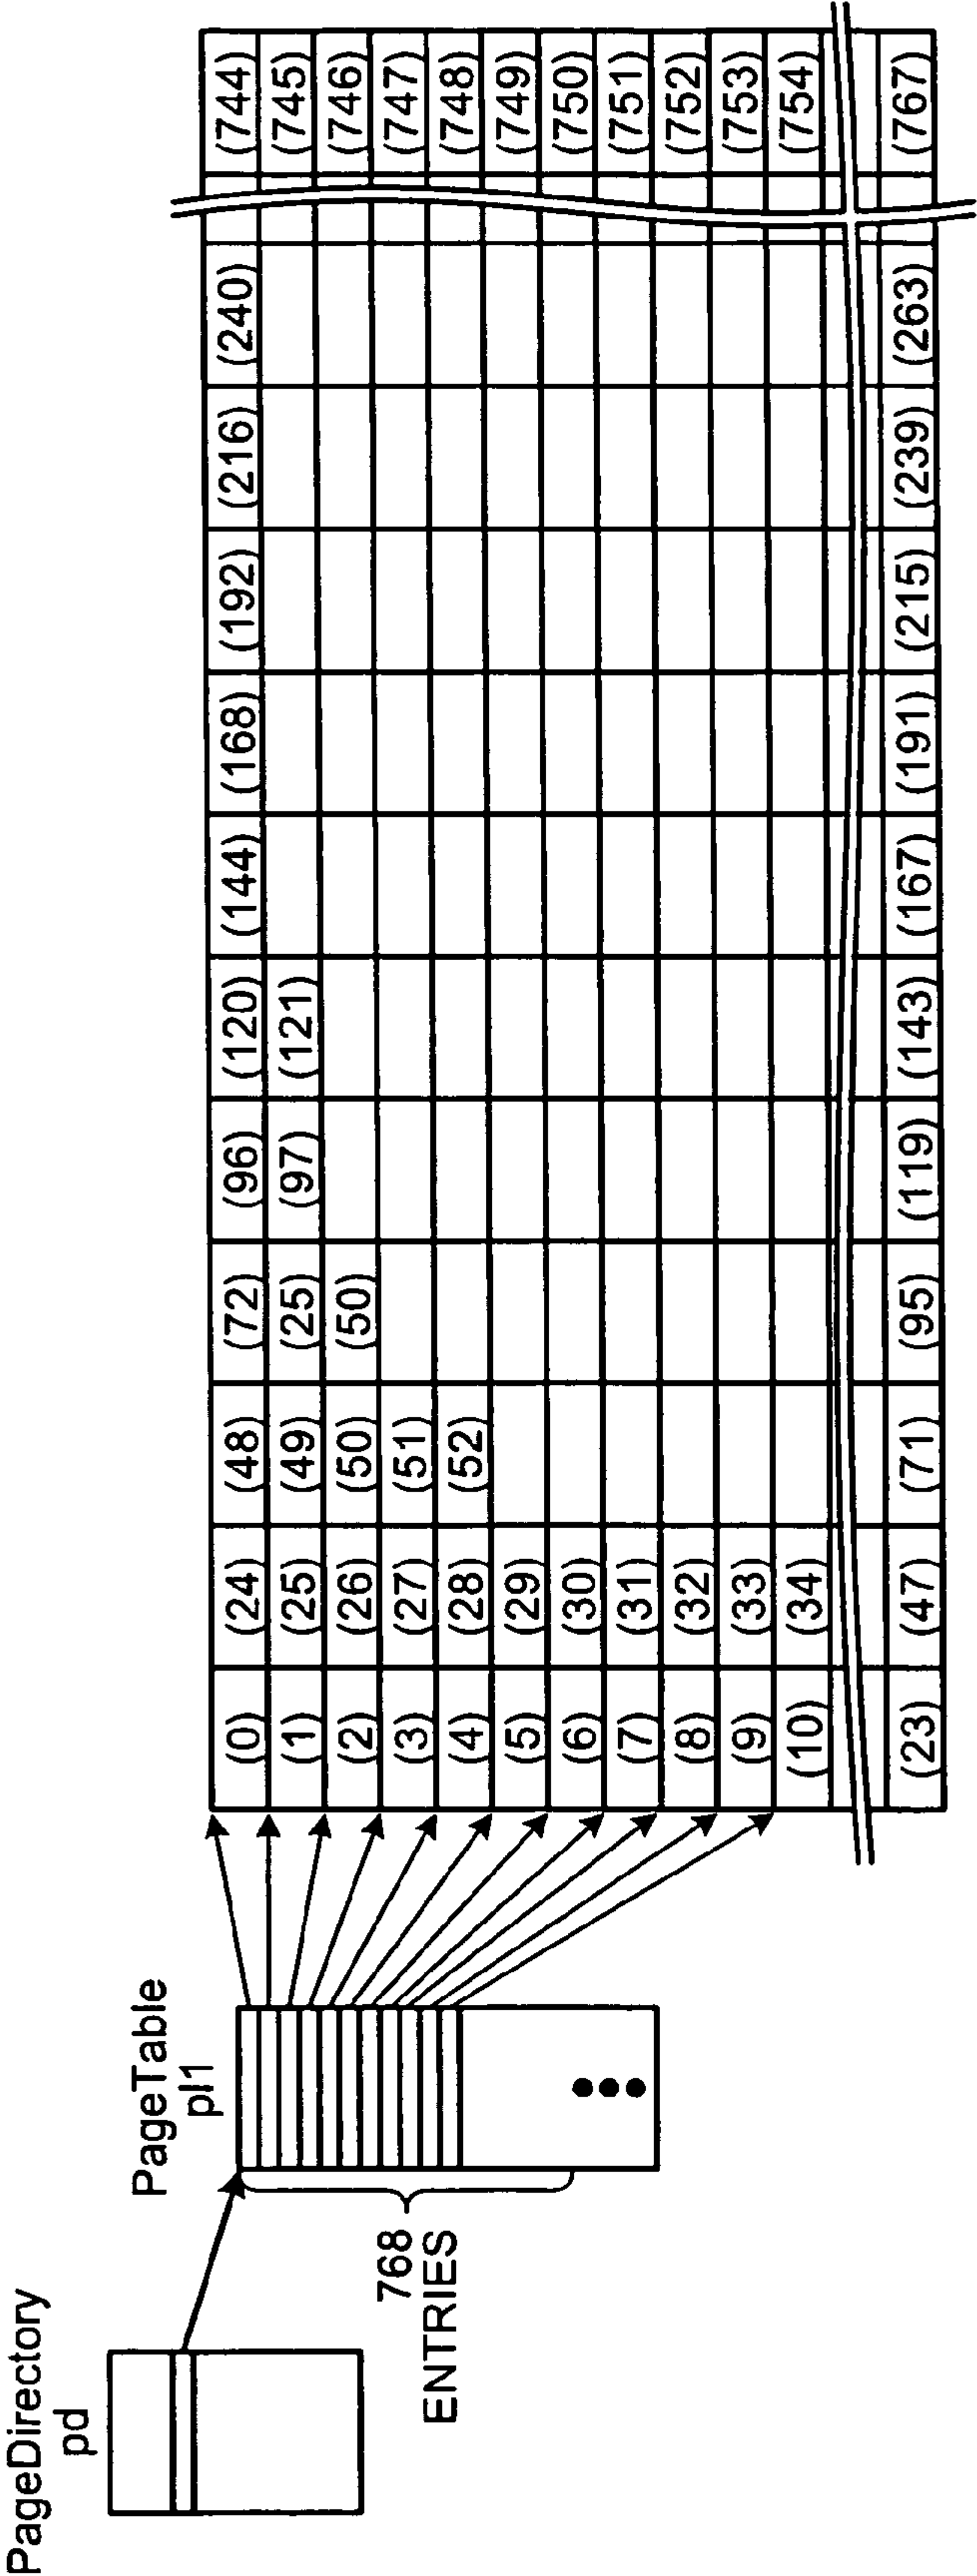 PageDirectory
pd
PageTable
pl1
768
ENTRIES
(0) (24) (48) (72) (96) (120) (144) (168) (192) (216) (240) (744)
(1) (25) (49) (25) (97) (121) (745)
(2) (26) (50) (50) (746)
(3) (27) (51) (747)
(4) (28) (52) (748)
(5) (29) (749)
(6) (30) (750)
(7) (31) (751)
(8) (32) (752)
(9) (33) (753)
(10) (34) (754)
(23) (47) (71) (95) (119) (143) (167) (191) (215) (239) (263) (767)